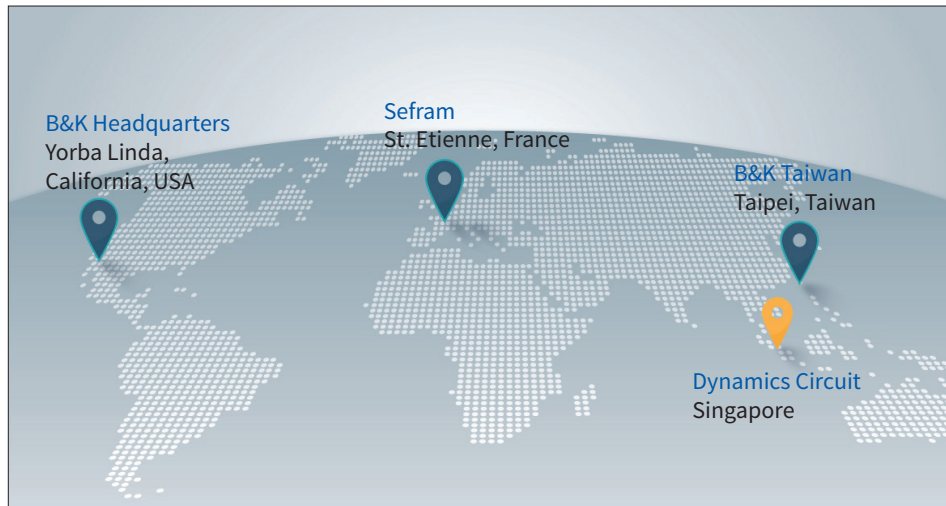 B&K Headquarters
Yorba Linda,
California, USA
Sefram
St. Etienne, France
B&K Taiwan
Taipei, Taiwan
Dynamics Circuit
Singapore